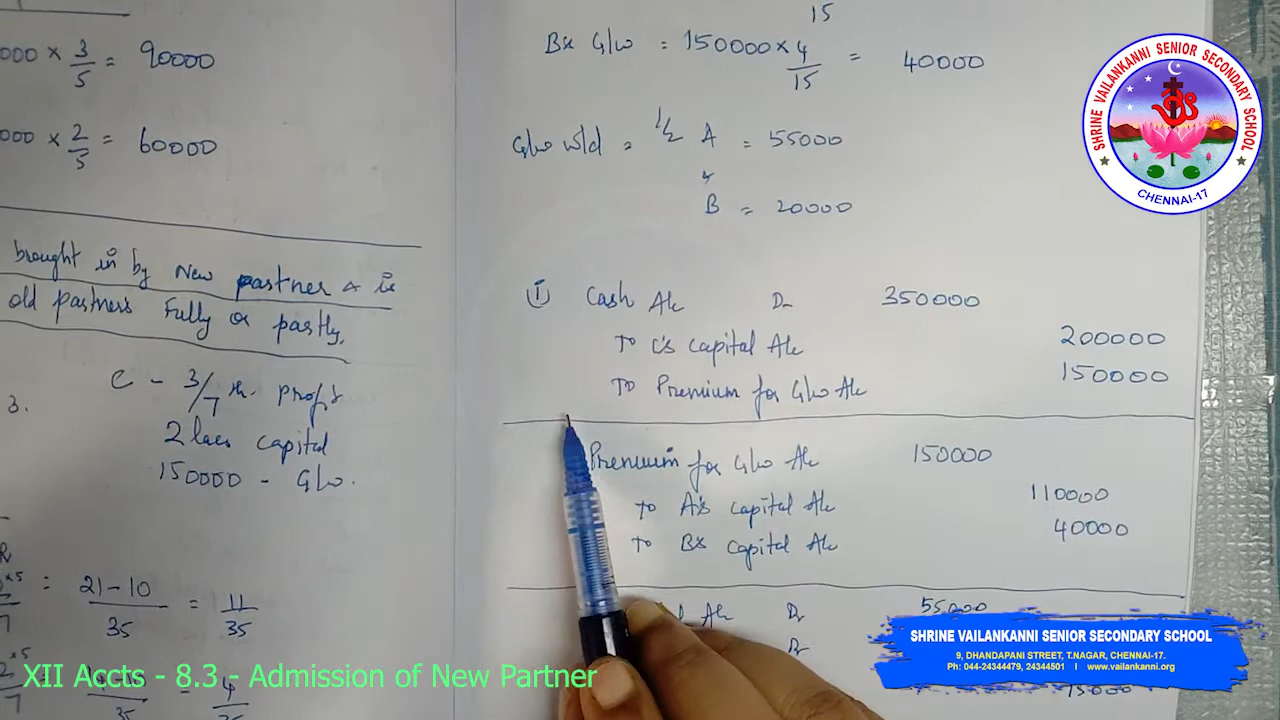 000 × 3/5 = 90000
000 × 2/5 = 60000
brought in by New partner & is
old partners Fully or partly.
3. C - 3/7 th profit
2 lacs capital
150000 - G/w.
21-10/35 = 11/35
4/35
15
B's G/w = 150000 × 4/15 = 40000
G/w w/d = 1/2 A = 55000
&
B = 20000
(i) Cash A/c Dr 350000
To C's capital A/c 200000
To Premium for G/w A/c 150000
Premium for G/w A/c 150000
To A's capital A/c 110000
To B's capital A/c 40000
A/c Dr 55000
Dr
75000
SHRINE VAILANKANNI SENIOR SECONDARY SCHOOL
CHENNAI-17
SHRINE VAILANKANNI SENIOR SECONDARY SCHOOL
9, DHANDAPANI STREET, T.NAGAR, CHENNAI-17.
Ph: 044-24344479, 24344501 I www.vailankanni.org
XII Accts - 8.3 - Admission of New Partner